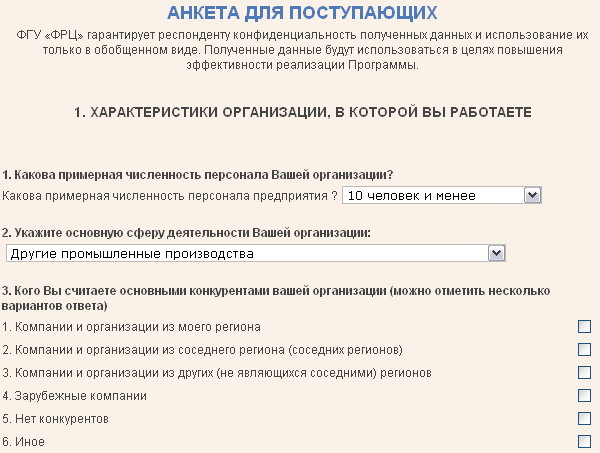 АНКЕТА ДЛЯ ПОСТУПАЮЩИХ
ФГУ «ФРЦ» гарантирует респонденту конфиденциальность полученных данных и использование их
только в обобщенном виде. Полученные данные будут использоваться в целях повышения
эффективности реализации Программы.
1. ХАРАКТЕРИСТИКИ ОРГАНИЗАЦИИ, В КОТОРОЙ ВЫ РАБОТАЕТЕ
1. Какова примерная численность персонала Вашей организации?
Какова примерная численность персонала предприятия ? 10 человек и менее
2. Укажите основную сферу деятельности Вашей организации:
Другие промышленные производства
3. Кого Вы считаете основными конкурентами вашей организации (можно отметить несколько
вариантов ответа)
1. Компании и организации из моего региона
2. Компании и организации из соседнего региона (соседних регионов)
3. Компании и организации из других (не являющихся соседними) регионов
4. Зарубежные компании
5. Нет конкурентов
6. Иное